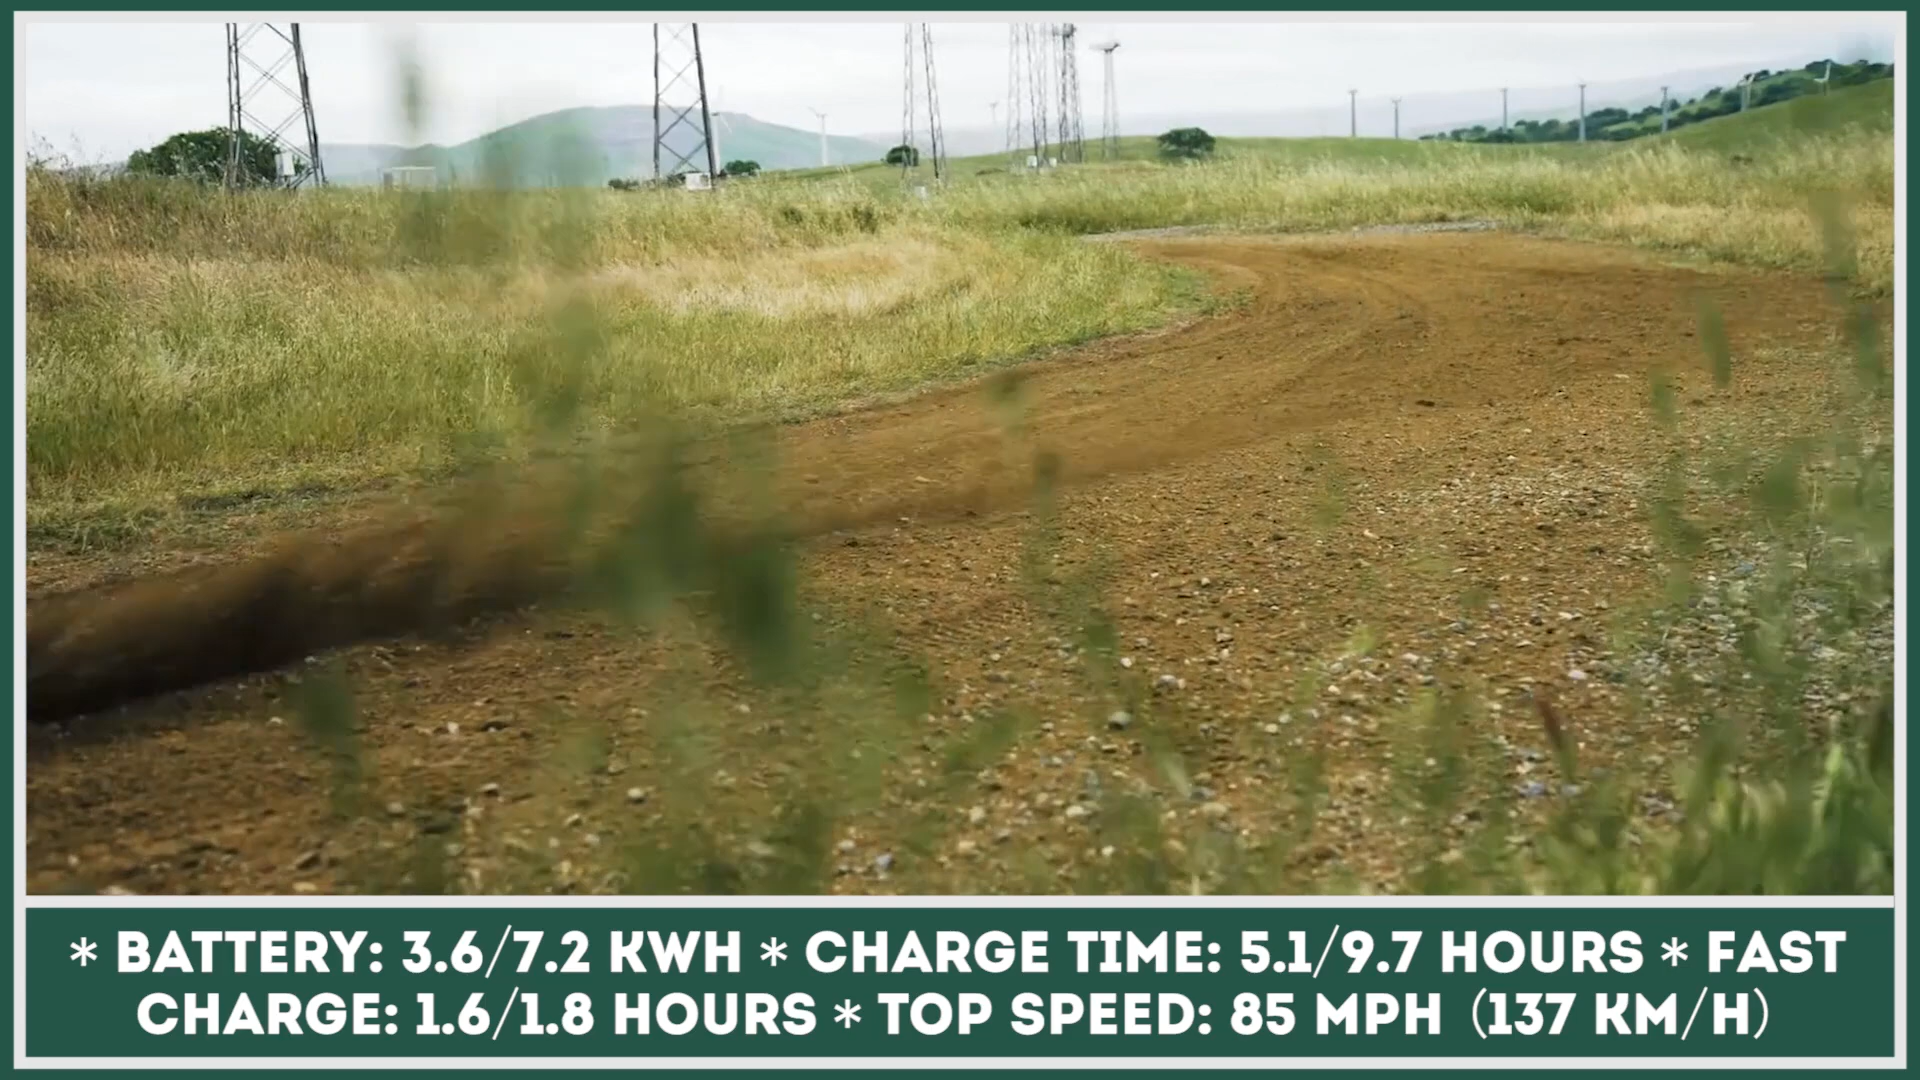 * BATTERY: 3.6/7.2 KWH * CHARGE TIME: 5.1/9.7 HOURS * FAST
CHARGE: 1.6/1.8 HOURS * TOP SPEED: 85 MPH (137 KM/H)